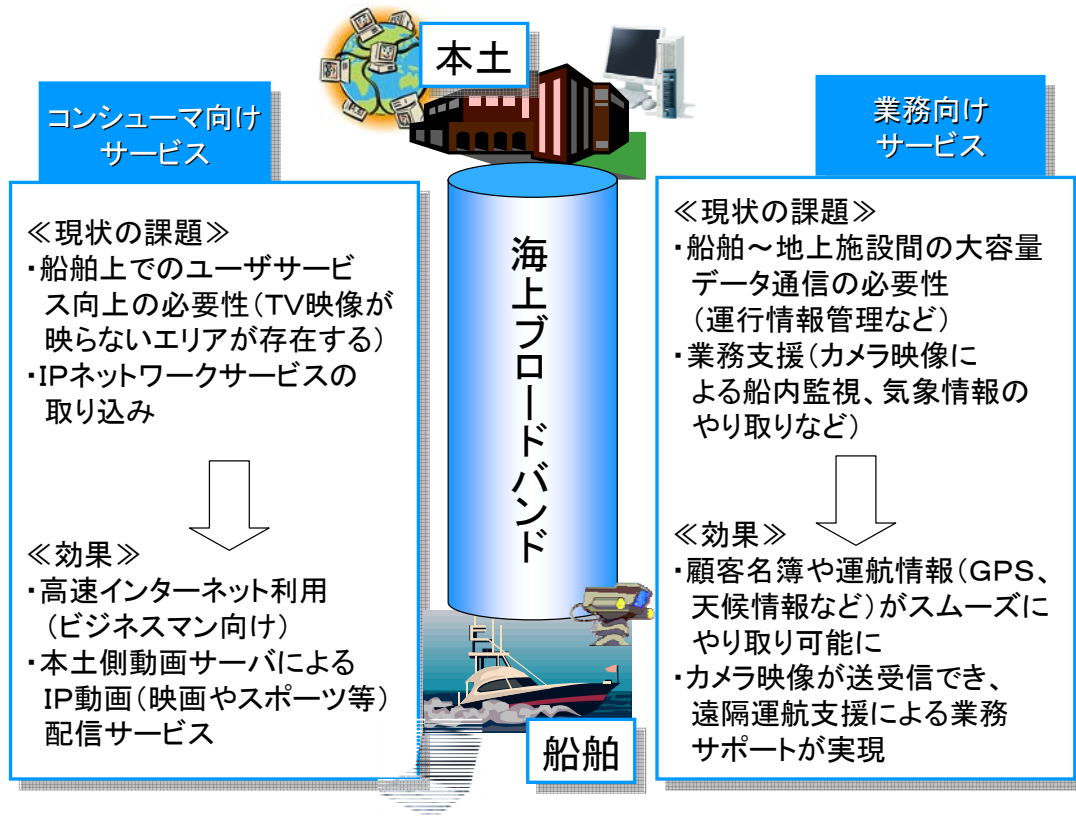 本土
コンシューマ向け
サービス
≪現状の課題≫
・船舶上でのユーザサービ
ス向上の必要性(TV映像が
映らないエリアが存在する)
・IPネットワークサービスの
取り込み
≪効果≫
・高速インターネット利用
(ビジネスマン向け)
・本土側動画サーバによる
IP動画(映画やスポーツ等)
配信サービス
海上ブロードバンド
船舶
業務向け
サービス
≪現状の課題≫
・船舶~地上施設間の大容量
データ通信の必要性
(運行情報管理など)
・業務支援(カメラ映像に
よる船内監視、気象情報の
やり取りなど)
≪効果≫
・顧客名簿や運航情報(GPS、
天候情報など)がスムーズに
やり取り可能に
・カメラ映像が送受信でき、
遠隔運航支援による業務
サポートが実現